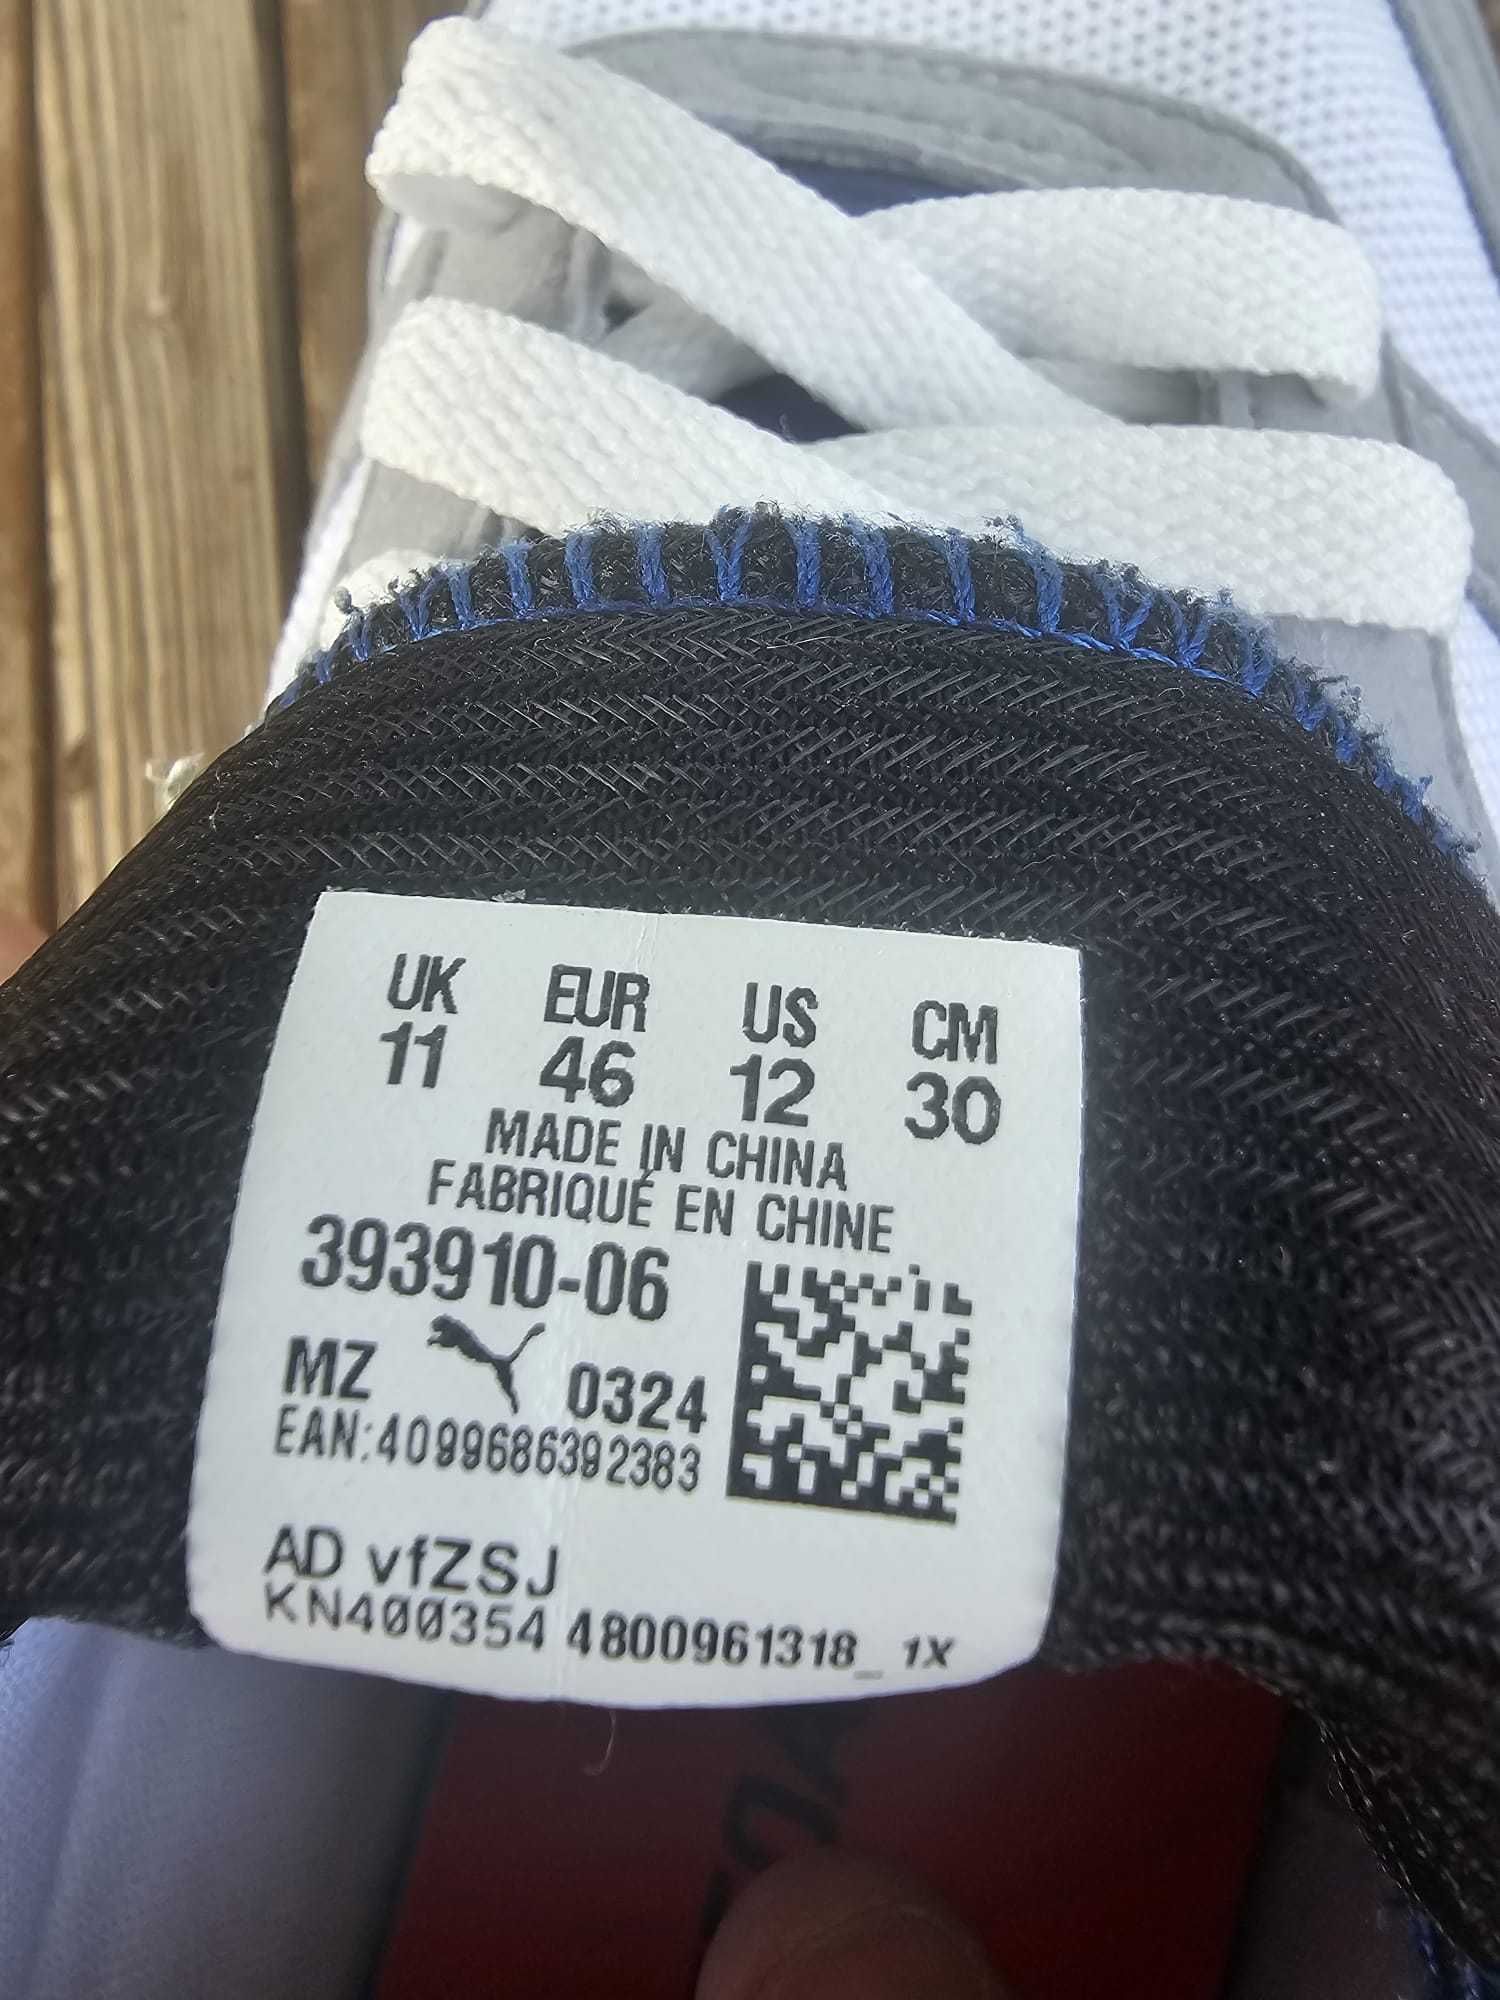 UK EUR US CM
11 46 12 30
MADE IN CHINA
FABRIQUÉ EN CHINE
393910-06
MZ 0324
EAN:4099686392383
AD vfZSJ
KN400354 4800961318_ 1X